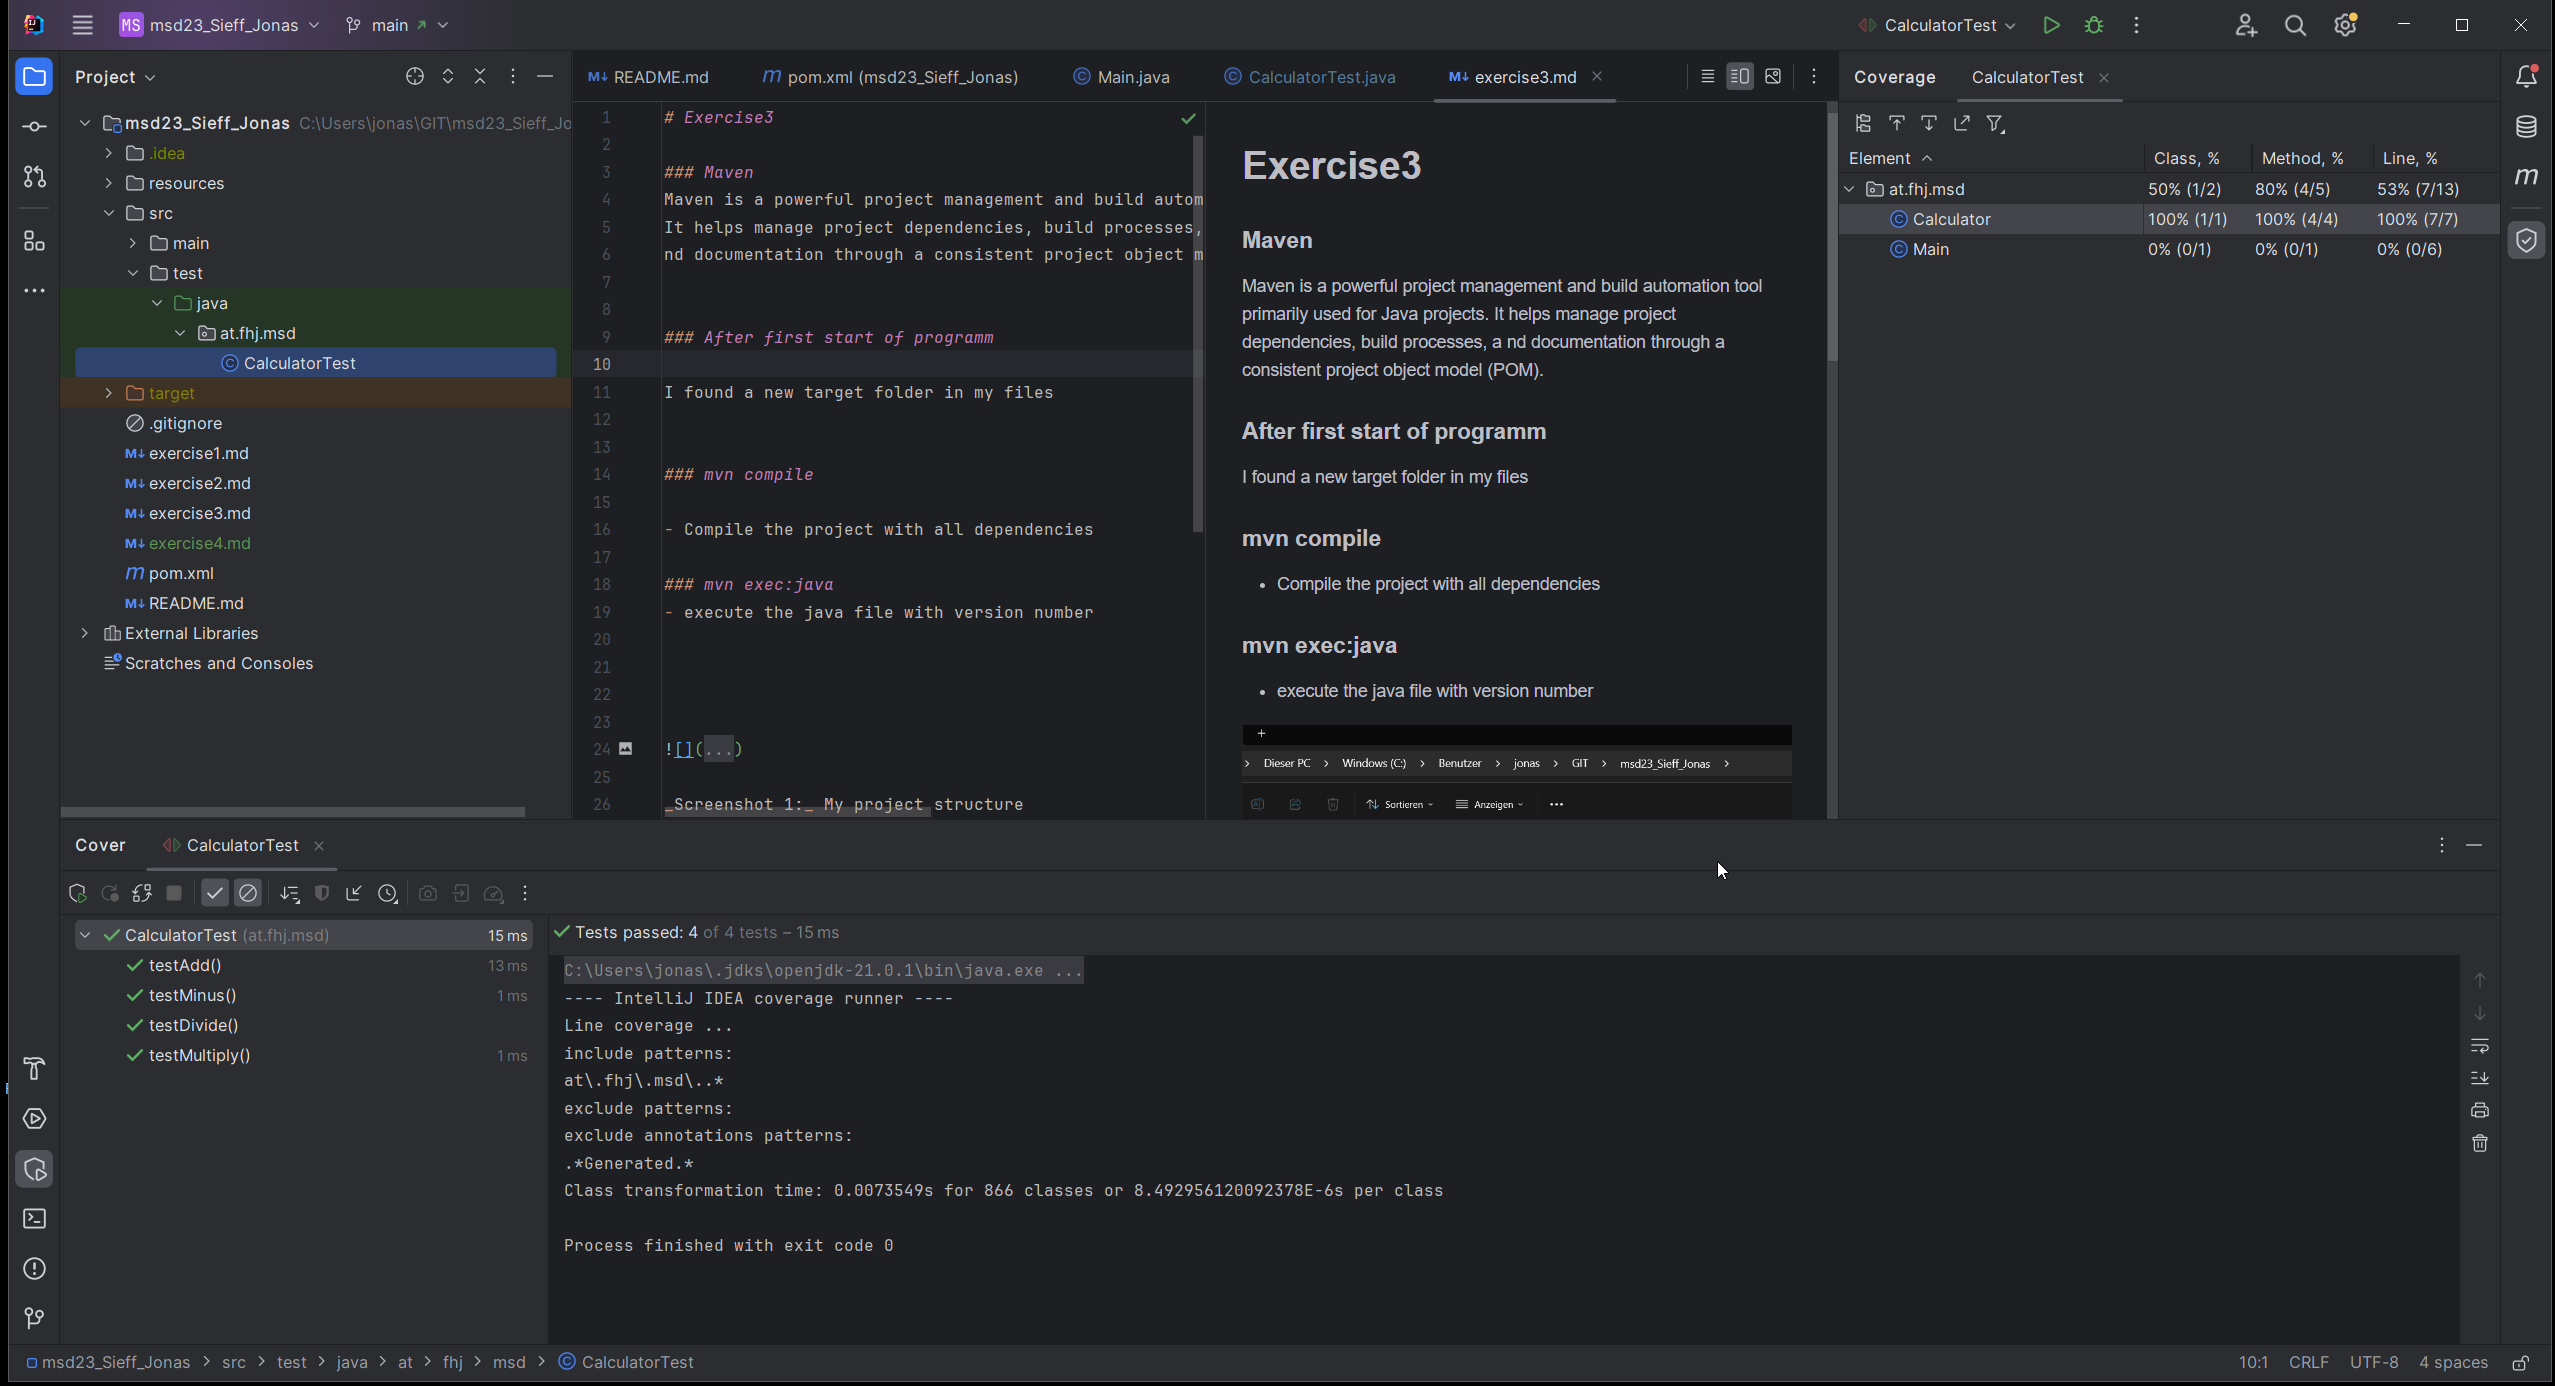 MS msd23_Sieff_Jonas main CalculatorTest
Project
README.md pom.xml (msd23_Sieff_Jonas) Main.java CalculatorTest.java exercise3.md
Coverage CalculatorTest
msd23_Sieff_Jonas C:\Users\jonas\GIT\msd23_Sieff_Jo
.idea
resources
src
main
test
java
at.fhj.msd
CalculatorTest
target
.gitignore
exercise1.md
exercise2.md
exercise3.md
exercise4.md
pom.xml
README.md
External Libraries
Scratches and Consoles
1 # Exercise3
2
3 ### Maven
4 Maven is a powerful project management and build autom
5 It helps manage project dependencies, build processes,
6 nd documentation through a consistent project object m
7
8
9 ### After first start of programm
10
11 I found a new target folder in my files
12
13
14 ### mvn compile
15
16 - Compile the project with all dependencies
17
18 ### mvn exec:java
19 - execute the java file with version number
20
21
22
23
24 ![](...)
25
26 _Screenshot 1:_ My project structure
Exercise3
Maven
Maven is a powerful project management and build automation tool
primarily used for Java projects. It helps manage project
dependencies, build processes, a nd documentation through a
consistent project object model (POM).
After first start of programm
I found a new target folder in my files
mvn compile
• Compile the project with all dependencies
mvn exec:java
• execute the java file with version number
+
> Dieser PC > Windows (C:) > Benutzer > jonas > GIT > msd23_Sieff_Jonas >
Sortieren Anzeigen ...
Element Class, % Method, % Line, %
at.fhj.msd 50% (1/2) 80% (4/5) 53% (7/13)
Calculator 100% (1/1) 100% (4/4) 100% (7/7)
Main 0% (0/1) 0% (0/1) 0% (0/6)
Cover CalculatorTest
CalculatorTest (at.fhj.msd) 15 ms
testAdd() 13 ms
testMinus() 1 ms
testDivide()
testMultiply() 1 ms
Tests passed: 4 of 4 tests – 15 ms
C:\Users\jonas\.jdks\openjdk-21.0.1\bin\java.exe ...
---- IntelliJ IDEA coverage runner ----
Line coverage ...
include patterns:
at\.fhj\.msd\..*
exclude patterns:
exclude annotations patterns:
.*Generated.*
Class transformation time: 0.0073549s for 866 classes or 8.492956120092378E-6s per class
Process finished with exit code 0
msd23_Sieff_Jonas > src > test > java > at > fhj > msd > CalculatorTest
10:1 CRLF UTF-8 4 spaces